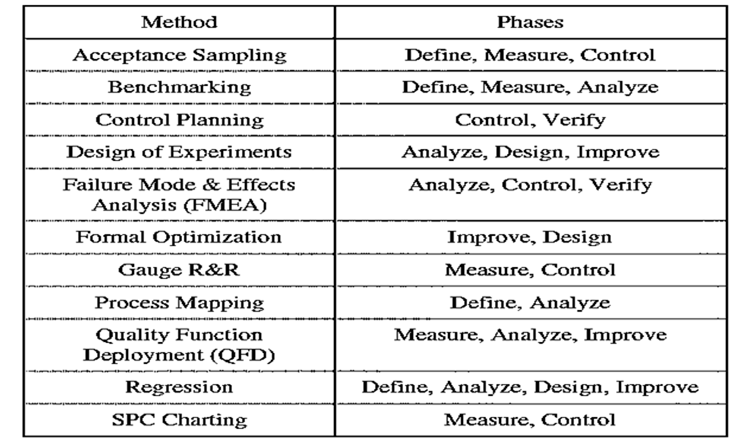 Method Phases
Acceptance Sampling Define, Measure, Control
Benchmarking Define, Measure, Analyze
Control Planning Control, Verify
Design of Experiments Analyze, Design, Improve
Failure Mode & Effects Analyze, Control, Verify
Analysis (FMEA)
Formal Optimization Improve, Design
Gauge R&R Measure, Control
Process Mapping Define, Analyze
Quality Function Measure, Analyze, Improve
Deployment (QFD)
Regression Define, Analyze, Design, Improve
SPC Charting Measure, Control